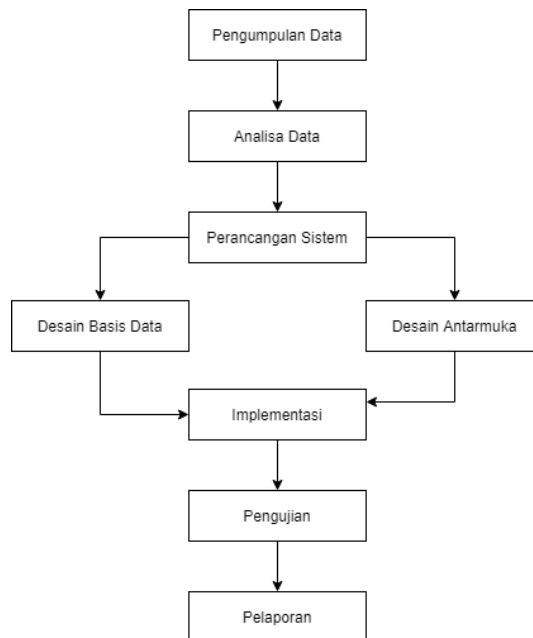 Pengumpulan Data
Analisa Data
Perancangan Sistem
Desain Basis Data
Desain Antarmuka
Implementasi
Pengujian
Pelaporan